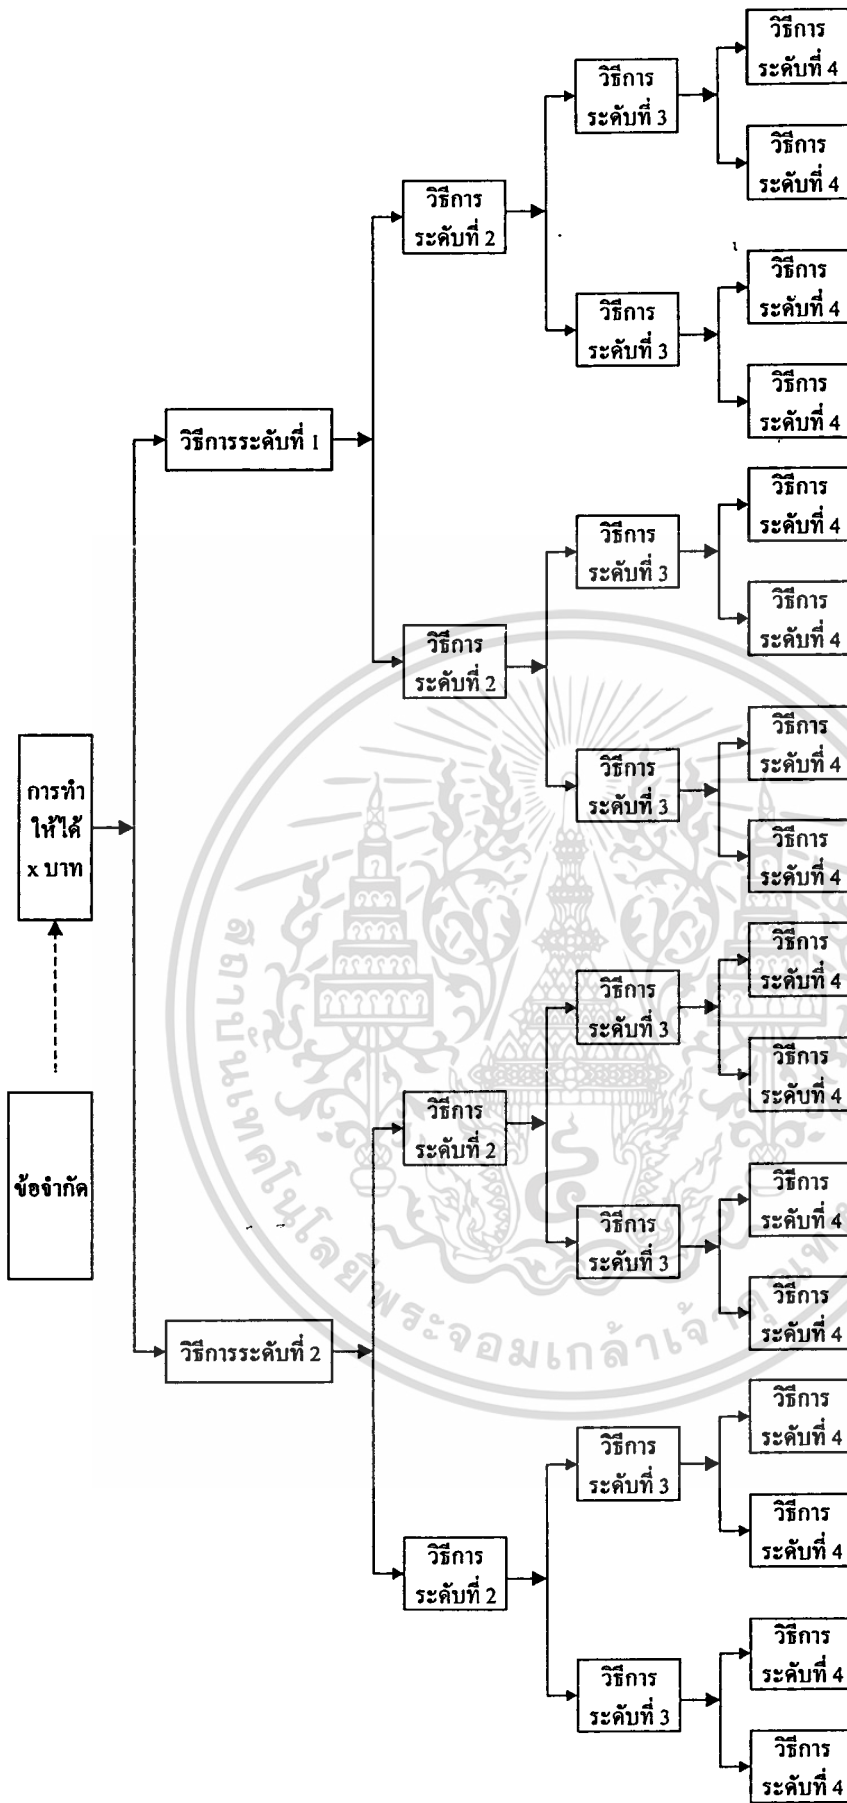 การทำ
ให้ได้
x บาท
ข้อจำกัด
วิธีการระดับที่ 1
วิธีการระดับที่ 2
วิธีการ
ระดับที่ 2
วิธีการ
ระดับที่ 2
วิธีการ
ระดับที่ 2
วิธีการ
ระดับที่ 2
วิธีการ
ระดับที่ 3
วิธีการ
ระดับที่ 3
วิธีการ
ระดับที่ 3
วิธีการ
ระดับที่ 3
วิธีการ
ระดับที่ 3
วิธีการ
ระดับที่ 3
วิธีการ
ระดับที่ 3
วิธีการ
ระดับที่ 3
วิธีการ
ระดับที่ 4
วิธีการ
ระดับที่ 4
วิธีการ
ระดับที่ 4
วิธีการ
ระดับที่ 4
วิธีการ
ระดับที่ 4
วิธีการ
ระดับที่ 4
วิธีการ
ระดับที่ 4
วิธีการ
ระดับที่ 4
วิธีการ
ระดับที่ 4
วิธีการ
ระดับที่ 4
วิธีการ
ระดับที่ 4
วิธีการ
ระดับที่ 4
วิธีการ
ระดับที่ 4
วิธีการ
ระดับที่ 4
วิธีการ
ระดับที่ 4
วิธีการ
ระดับที่ 4
สถาบันเทคโนโลยีพระจอมเกล้าเจ้าคุณทห